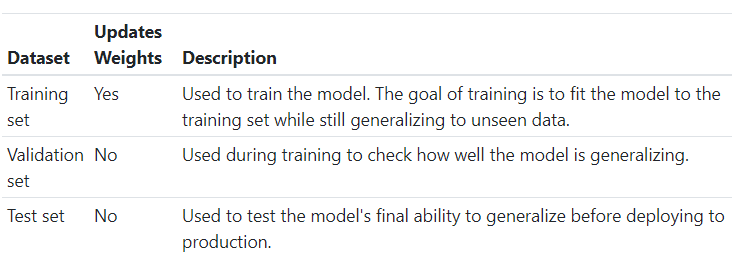 Dataset Updates Weights Description
Training set Yes Used to train the model. The goal of training is to fit the model to the
training set while still generalizing to unseen data.
Validation set No Used during training to check how well the model is generalizing.
Test set No Used to test the model's final ability to generalize before deploying to
production.